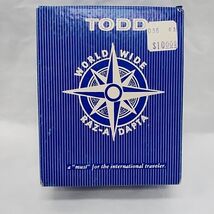 TODD
WORLD WIDE
RAZ-A DAPTA
a "must" for the international traveler.